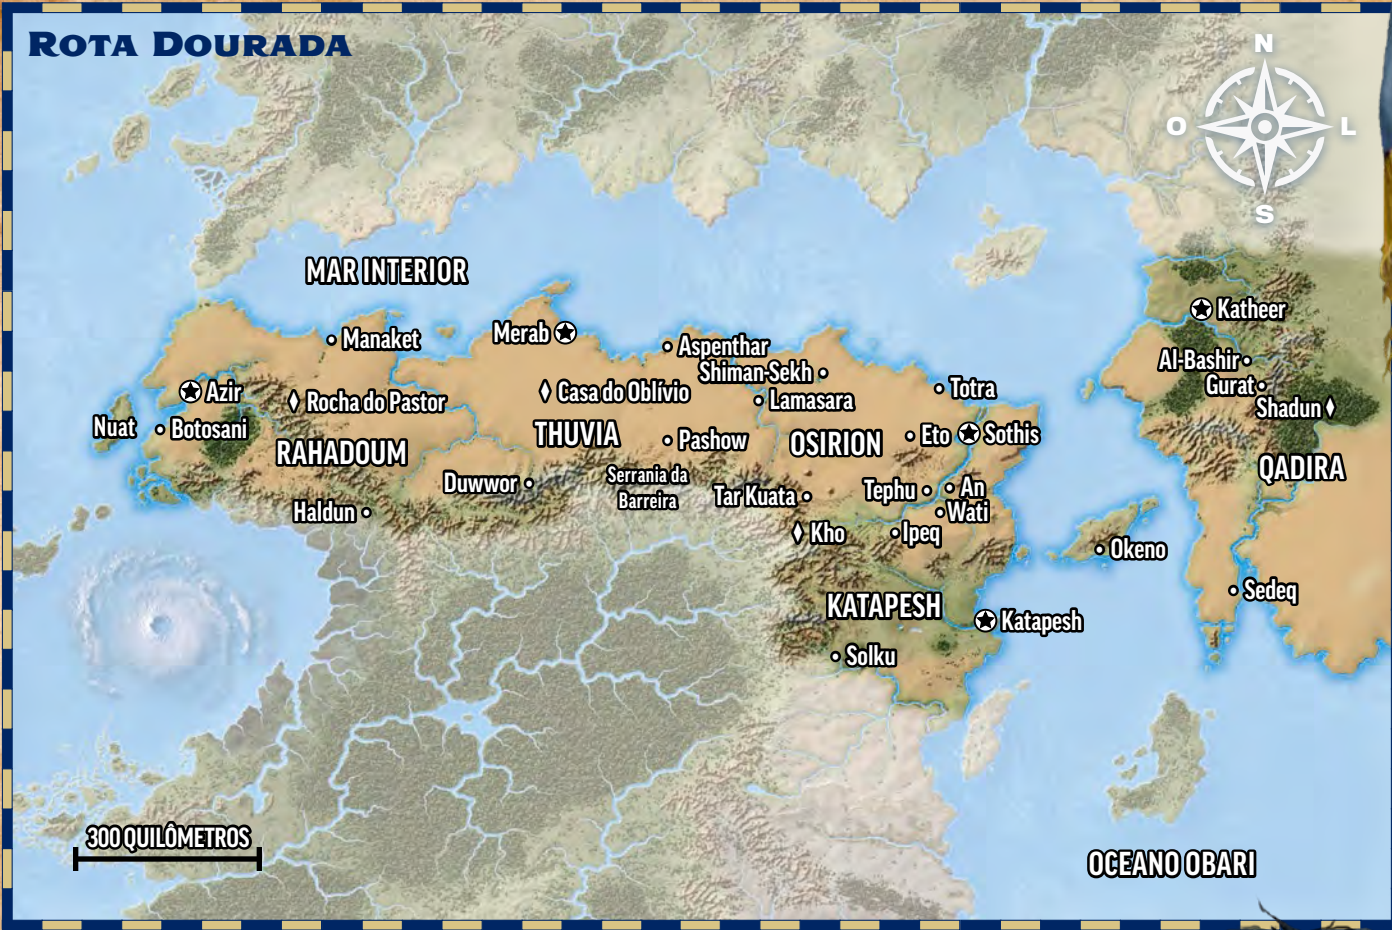 ROTA DOURADA
N
O
L
S
MAR INTERIOR
Katheer
Merab
Manaket
Aspenthar
Al-Bashir
Shiman-Sekh
Gurat
Azir
Casa do Oblívio
Totra
Rocha do Pastor
Lamasara
Shadun
Nuat
Botosani
THUVIA
Pashow
OSIRION
Eto
Sothis
RAHADOUM
QADIRA
Duwwor
Serrania da
Barreira
Tar Kuata
Tephu
An
Haldun
Wati
Kho
Ipeq
Okeno
Sedeq
KATAPESH
Katapesh
Solku
300 QUILÔMETROS
OCEANO OBARI